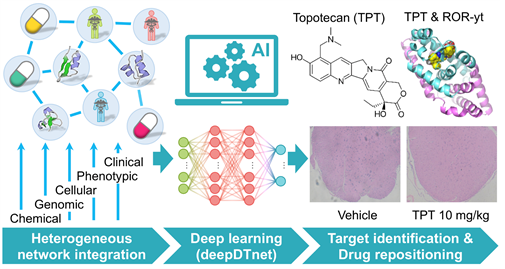 AI
Topotecan (TPT)
TPT & ROR-γt
N
HO
N
N
O
O
OH
O
Clinical
Phenotypic
Cellular
Genomic
Chemical
Vehicle
TPT 10 mg/kg
Heterogeneous
network integration
Deep learning
(deepDTnet)
Target identification &
Drug repositioning